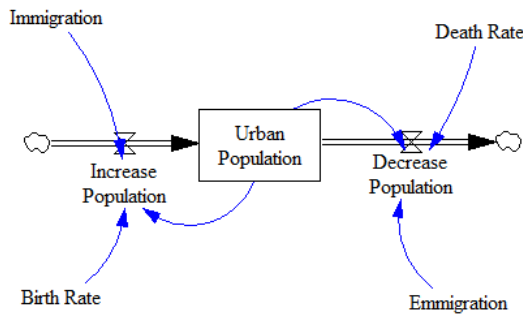 Immigration
Death Rate
Urban
Population
Increase
Population
Decrease
Population
Birth Rate
Emmigration